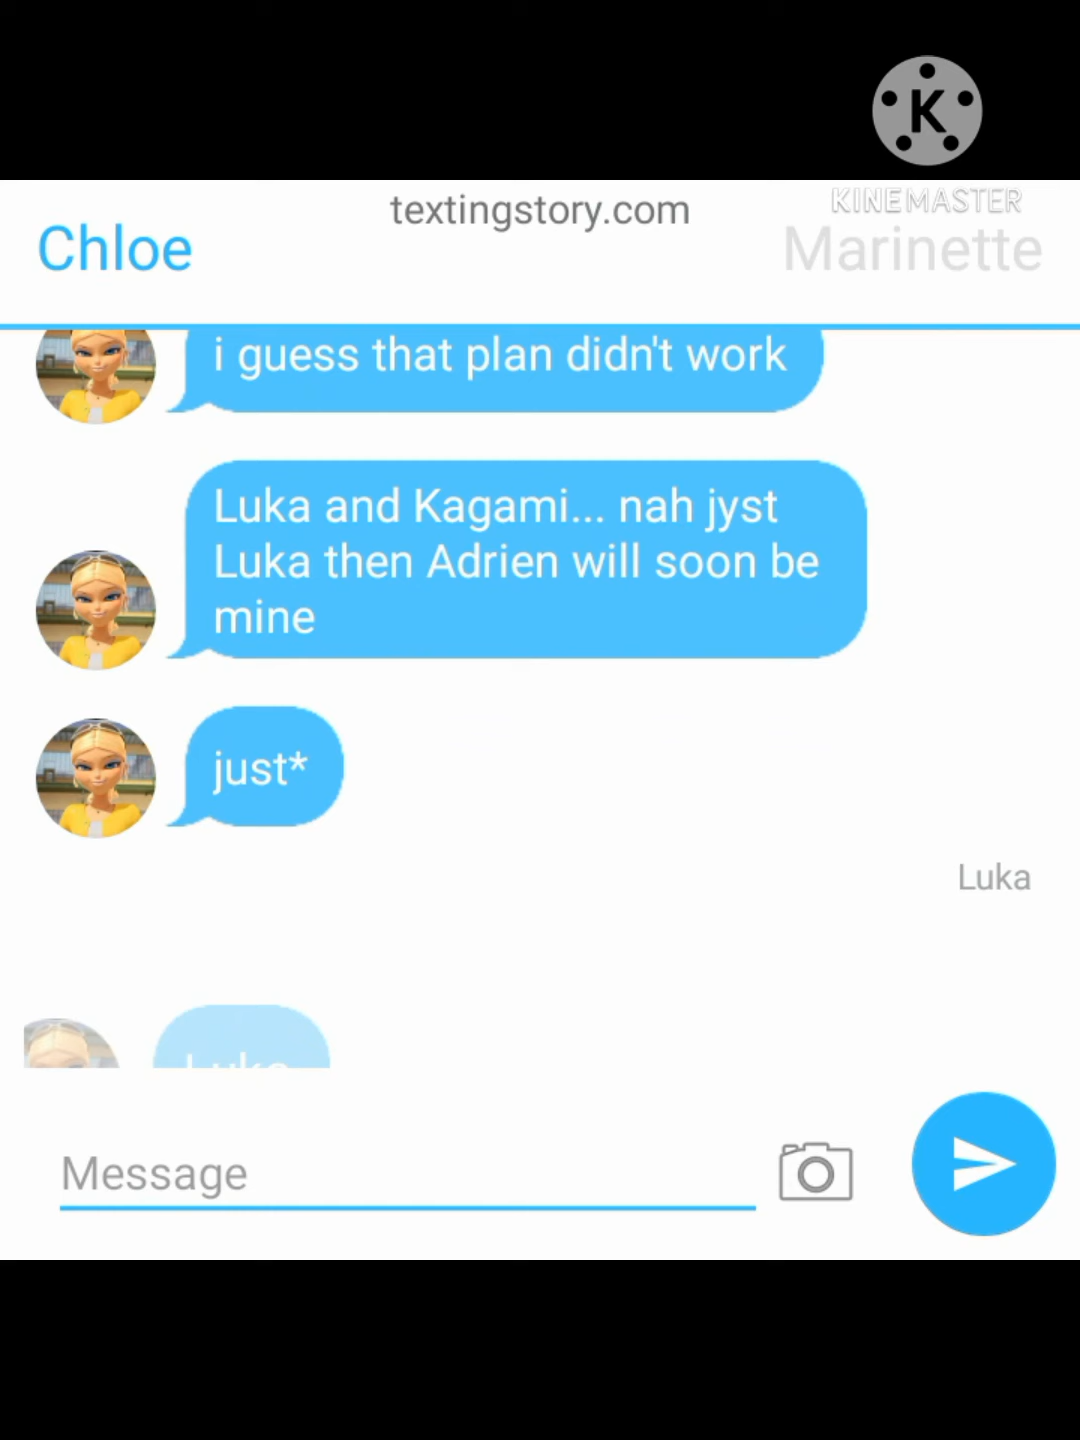 K
KINEMASTER
textingstory.com
Chloe
Marinette
i guess that plan didn't work
Luka and Kagami... nah jyst
Luka then Adrien will soon be
mine
just*
Luka
Luka
Message